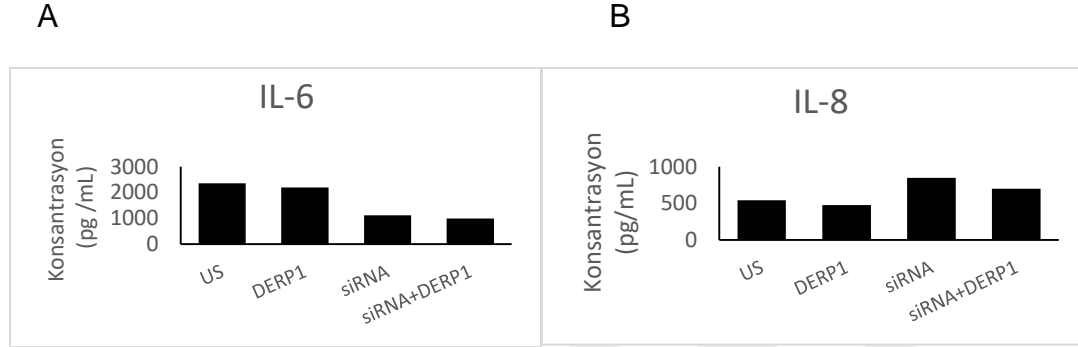 A
B
IL-6
Konsantrasyon
(pg /mL)
3000
2000
1000
0
US
DERP1
siRNA
siRNA+DERP1
IL-8
Konsantrasyon
(pg/mL)
1000
500
0
US
DERP1
siRNA
siRNA+DERP1